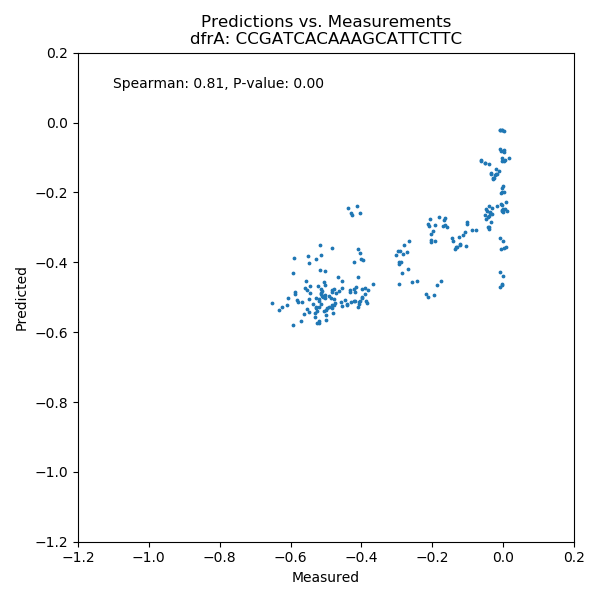 Predictions vs. Measurements
dfrA: CCGATCACAAAGCATTCTTC
Spearman: 0.81, P-value: 0.00
0.2
0.0
−0.2
−0.4
−0.6
−0.8
−1.0
−1.2
Predicted
−1.2 −1.0 −0.8 −0.6 −0.4 −0.2 0.0 0.2
Measured